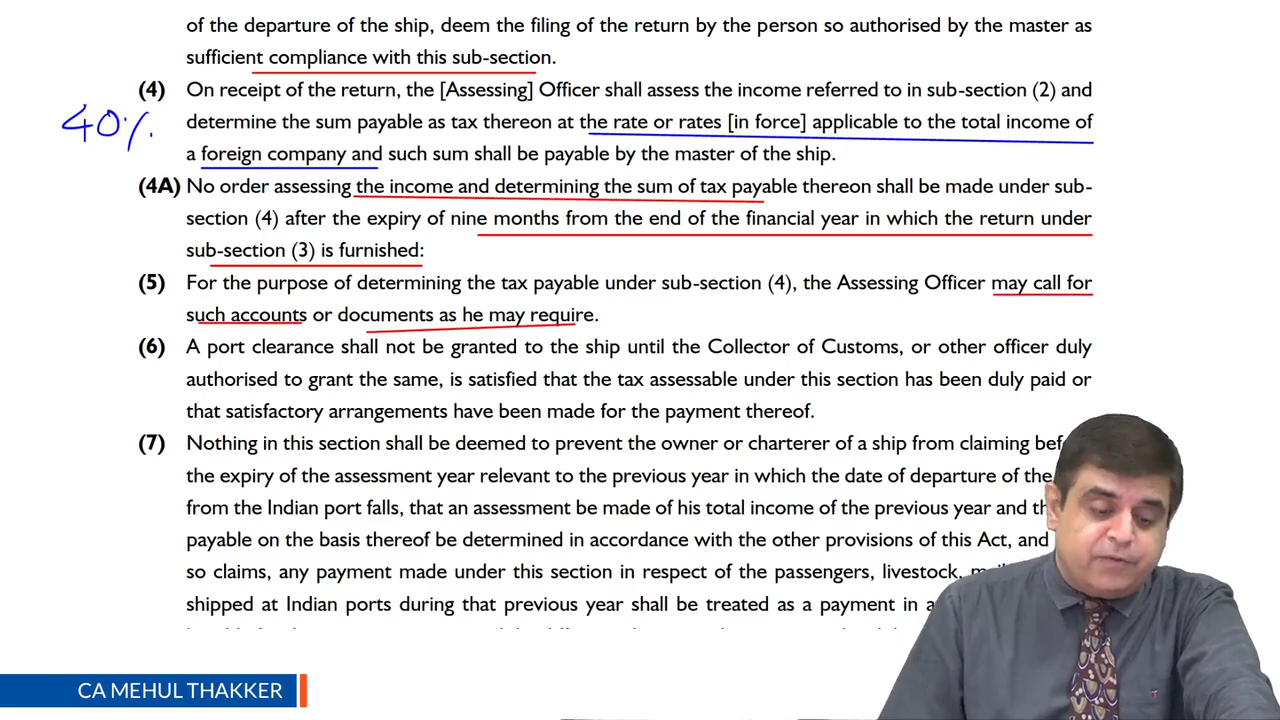 of the departure of the ship, deem the filing of the return by the person so authorised by the master as
sufficient compliance with this sub-section.
(4) On receipt of the return, the [Assessing] Officer shall assess the income referred to in sub-section (2) and
40% determine the sum payable as tax thereon at the rate or rates [in force] applicable to the total income of
a foreign company and such sum shall be payable by the master of the ship.
(4A) No order assessing the income and determining the sum of tax payable thereon shall be made under sub-
section (4) after the expiry of nine months from the end of the financial year in which the return under
sub-section (3) is furnished:
(5) For the purpose of determining the tax payable under sub-section (4), the Assessing Officer may call for
such accounts or documents as he may require.
(6) A port clearance shall not be granted to the ship until the Collector of Customs, or other officer duly
authorised to grant the same, is satisfied that the tax assessable under this section has been duly paid or
that satisfactory arrangements have been made for the payment thereof.
(7) Nothing in this section shall be deemed to prevent the owner or charterer of a ship from claiming
the expiry of the assessment year relevant to the previous year in which the date of departure of the
from the Indian port falls, that an assessment be made of his total income of the previous year and
payable on the basis thereof be determined in accordance with the other provisions of this Act, and
so claims, any payment made under this section in respect of the passengers, livestock,
shipped at Indian ports during that previous year shall be treated as a payment in
CA MEHUL THAKKER